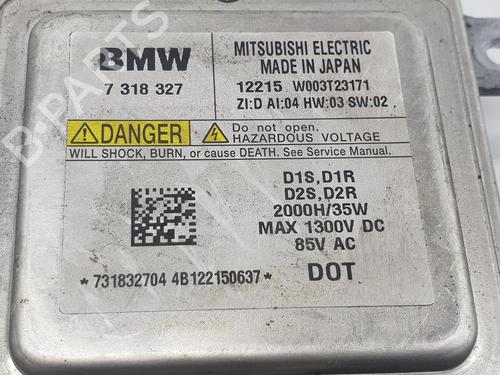 BMW
7 318 327
MITSUBISHI ELECTRIC
MADE IN JAPAN
12215 W003T23171
ZI:D AI:04 HW:03 SW:02
DANGER
Do not open.
HAZARDOUS VOLTAGE
WILL SHOCK, BURN, or cause DEATH. See Service Manual.
D1S,D1R
D2S,D2R
2000H/35W
MAX 1300V DC
85V AC
DOT
* 731832704 4B122150637 *
B-PARTS